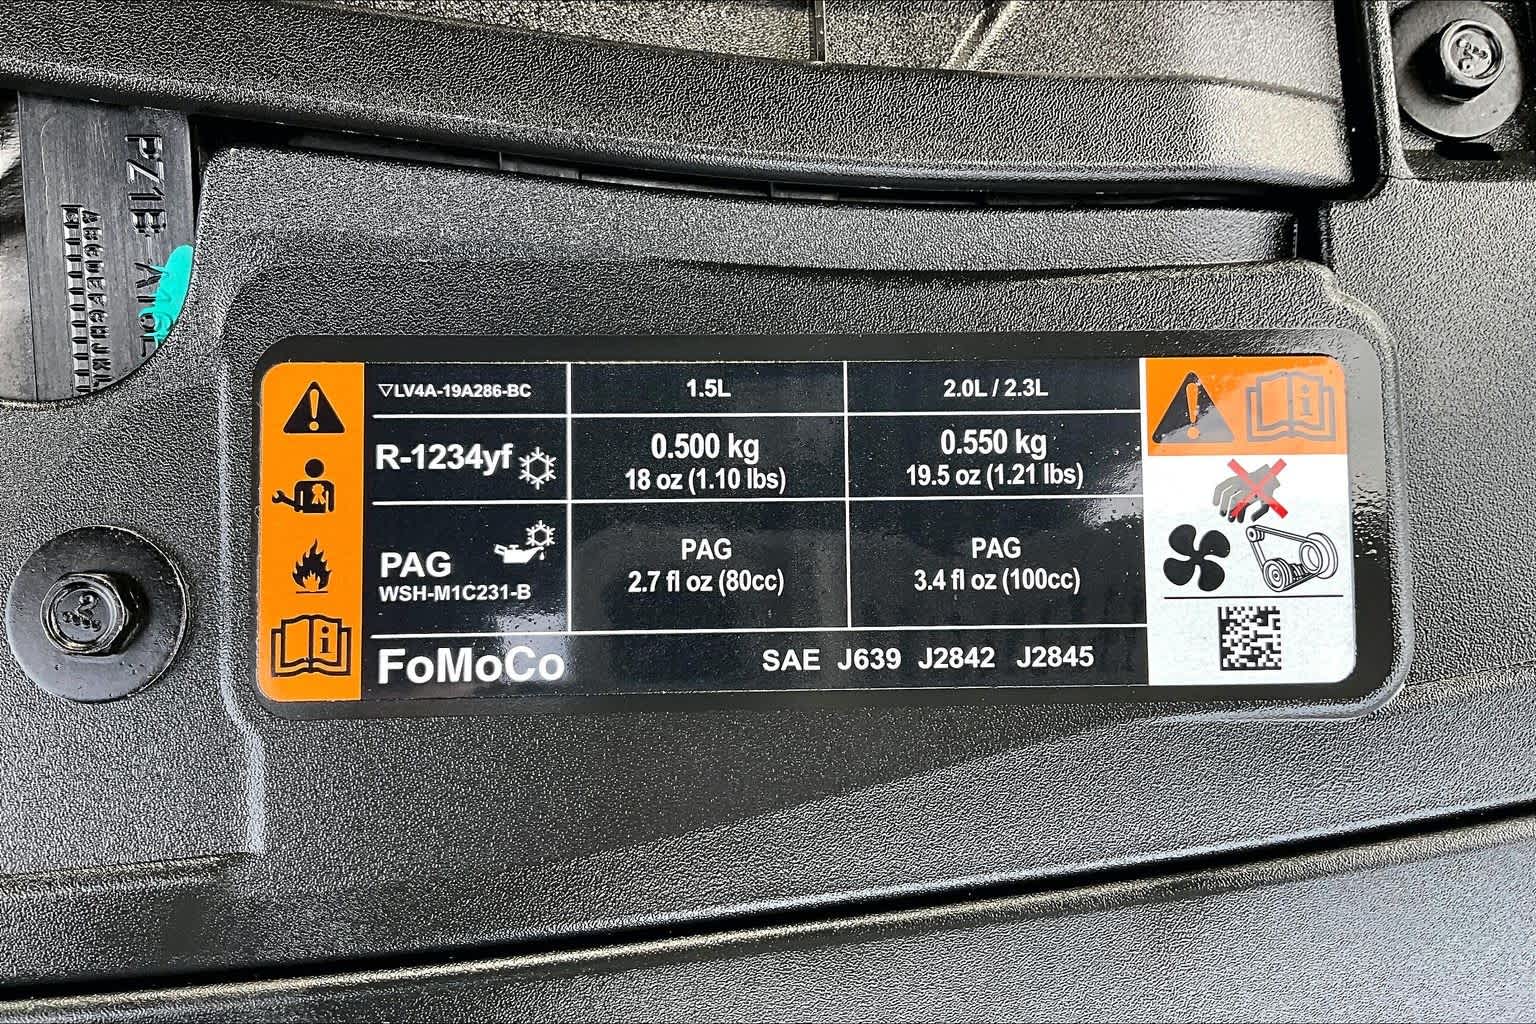 PZ1B-A
ABCDEFGHJKL
▽LV4A-19A286-BC
1.5L
2.0L / 2.3L
R-1234yf
0.500 kg
18 oz (1.10 lbs)
0.550 kg
19.5 oz (1.21 lbs)
PAG
WSH-M1C231-B
PAG
2.7 fl oz (80cc)
PAG
3.4 fl oz (100cc)
FoMoCo
SAE J639 J2842 J2845